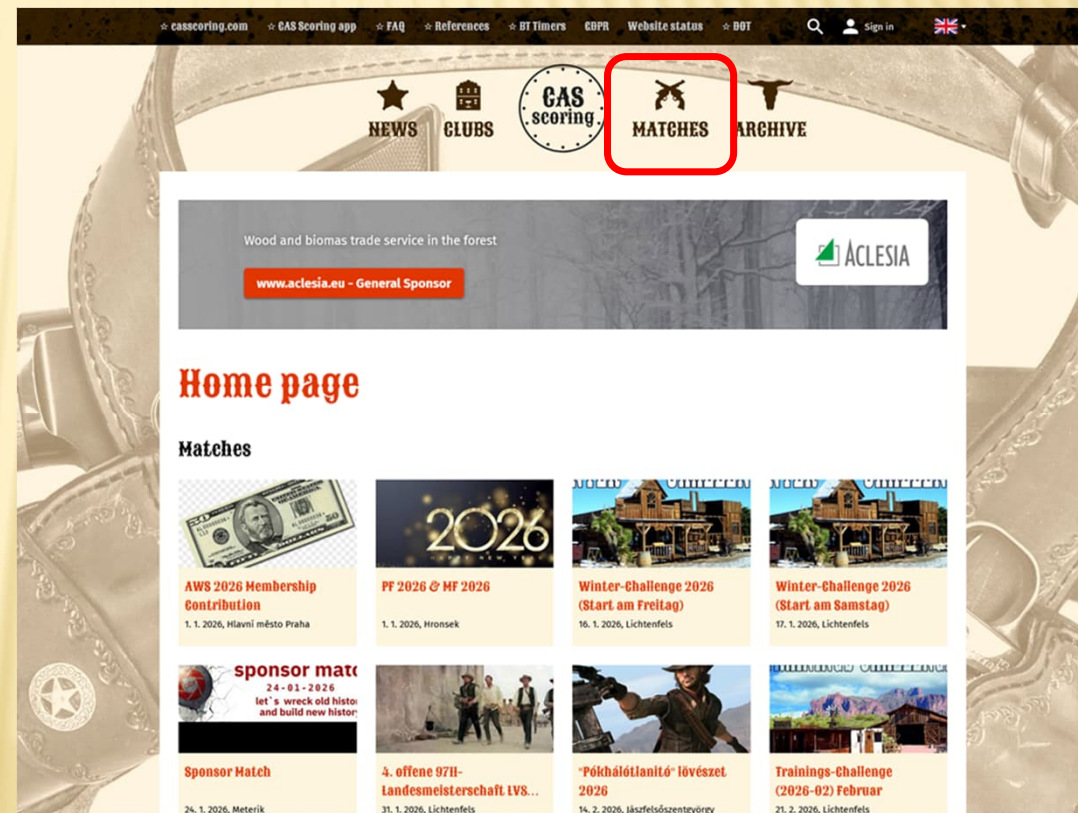 ☆ casscoring.com ☆ CAS Scoring app ☆ FAQ ☆ References ☆ BT Timers GDPR Website status ☆ DOT Sign in
NEWS CLUBS CAS scoring MATCHES ARCHIVE
Wood and biomas trade service in the forest
www.aclesia.eu - General Sponsor
ACLESIA
Home page
Matches
50
2026
AWS 2026 Membership
Contribution
1. 1. 2026, Hlavní město Praha
PF 2026 & MF 2026
1. 1. 2026, Hronsek
Winter-Challenge 2026
(Start am Freitag)
16. 1. 2026, Lichtenfels
Winter-Challenge 2026
(Start am Samstag)
17. 1. 2026, Lichtenfels
sponsor matc
24-01-2026
let`s wreck old histor
and build new history
Sponsor Match
24. 1. 2026, Meterik
4. offene 97H-
Landesmeisterschaft LV8...
31. 1. 2026, Lichtenfels
"Pókhálótlanító" lövészet
2026
14. 2. 2026, Jászfelsőszentgyörgy
Trainings-Challenge
(2026-02) Februar
21. 2. 2026, Lichtenfels